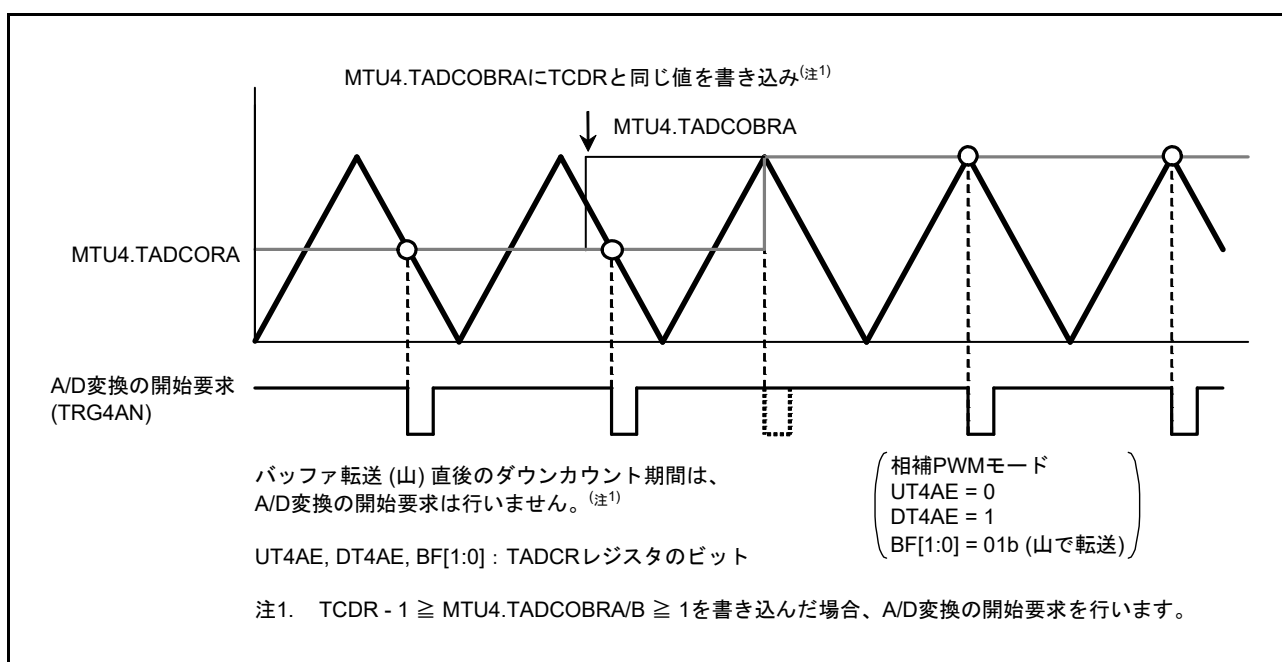 MTU4.TADCOBRAにTCDRと同じ値を書き込み(注1)
MTU4.TADCOBRA
MTU4.TADCORA
A/D変換の開始要求
(TRG4AN)
バッファ転送 (山) 直後のダウンカウント期間は、
A/D変換の開始要求は行いません。(注1)
相補PWMモード
UT4AE = 0
DT4AE = 1
BF[1:0] = 01b (山で転送)
UT4AE, DT4AE, BF[1:0] : TADCRレジスタのビット
注1. TCDR - 1 ≧ MTU4.TADCOBRA/B ≧ 1を書き込んだ場合、A/D変換の開始要求を行います。